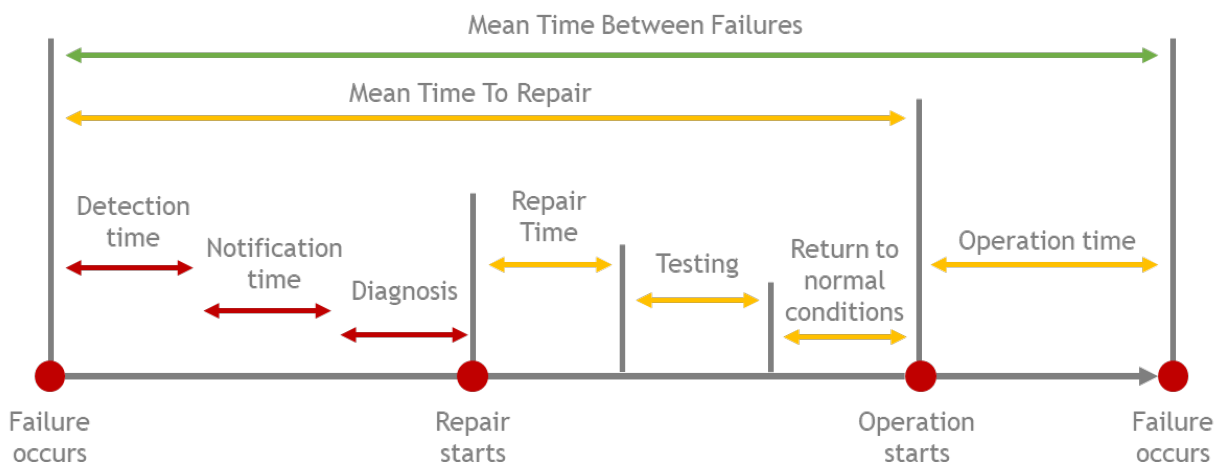 Mean Time Between Failures
Mean Time To Repair
Detection
time
Notification
time
Diagnosis
Repair
Time
Testing
Return to
normal
conditions
Operation time
Failure
occurs
Repair
starts
Operation
starts
Failure
occurs